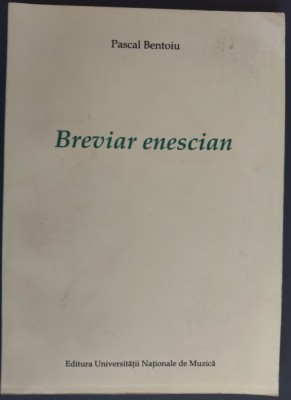 Pascal Bentoiu
Breviar enescian
Editura Universității Naționale de Muzică